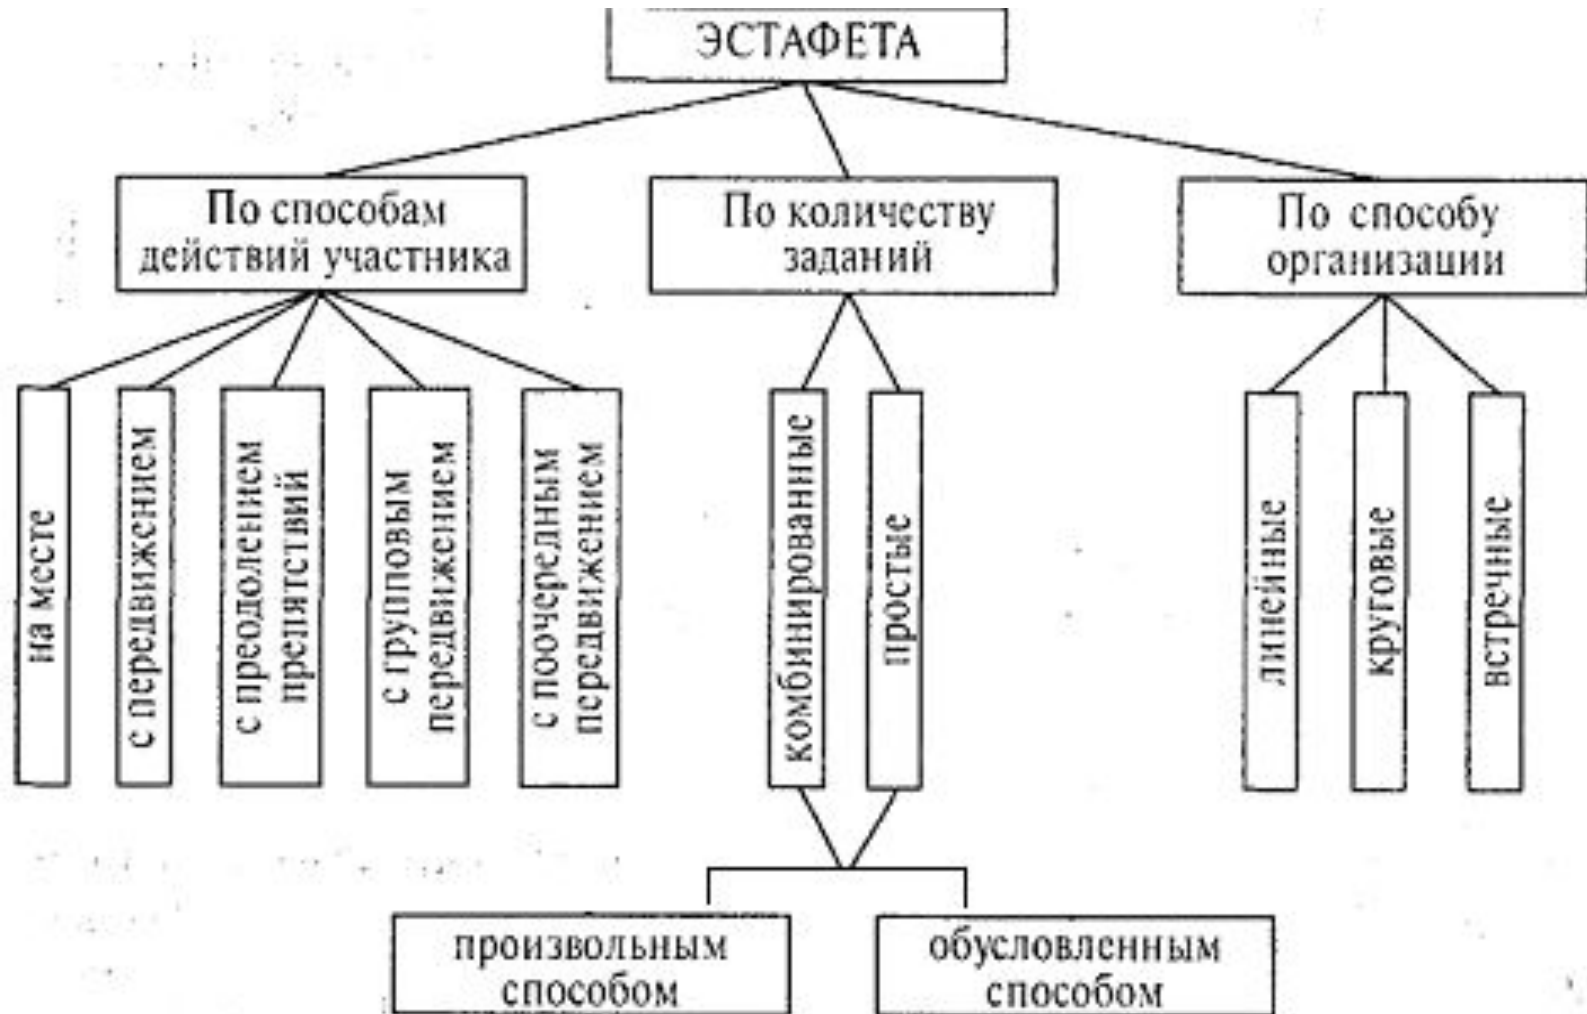 ЭСТАФЕТА
По способам
действий участника
По количеству
заданий
По способу
организации
на месте
с передвижением
с преодолением
препятствий
с групповым
передвижением
с поочередным
передвижением
комбинированные
простые
линейные
круговые
встречные
произвольным
способом
обусловленным
способом